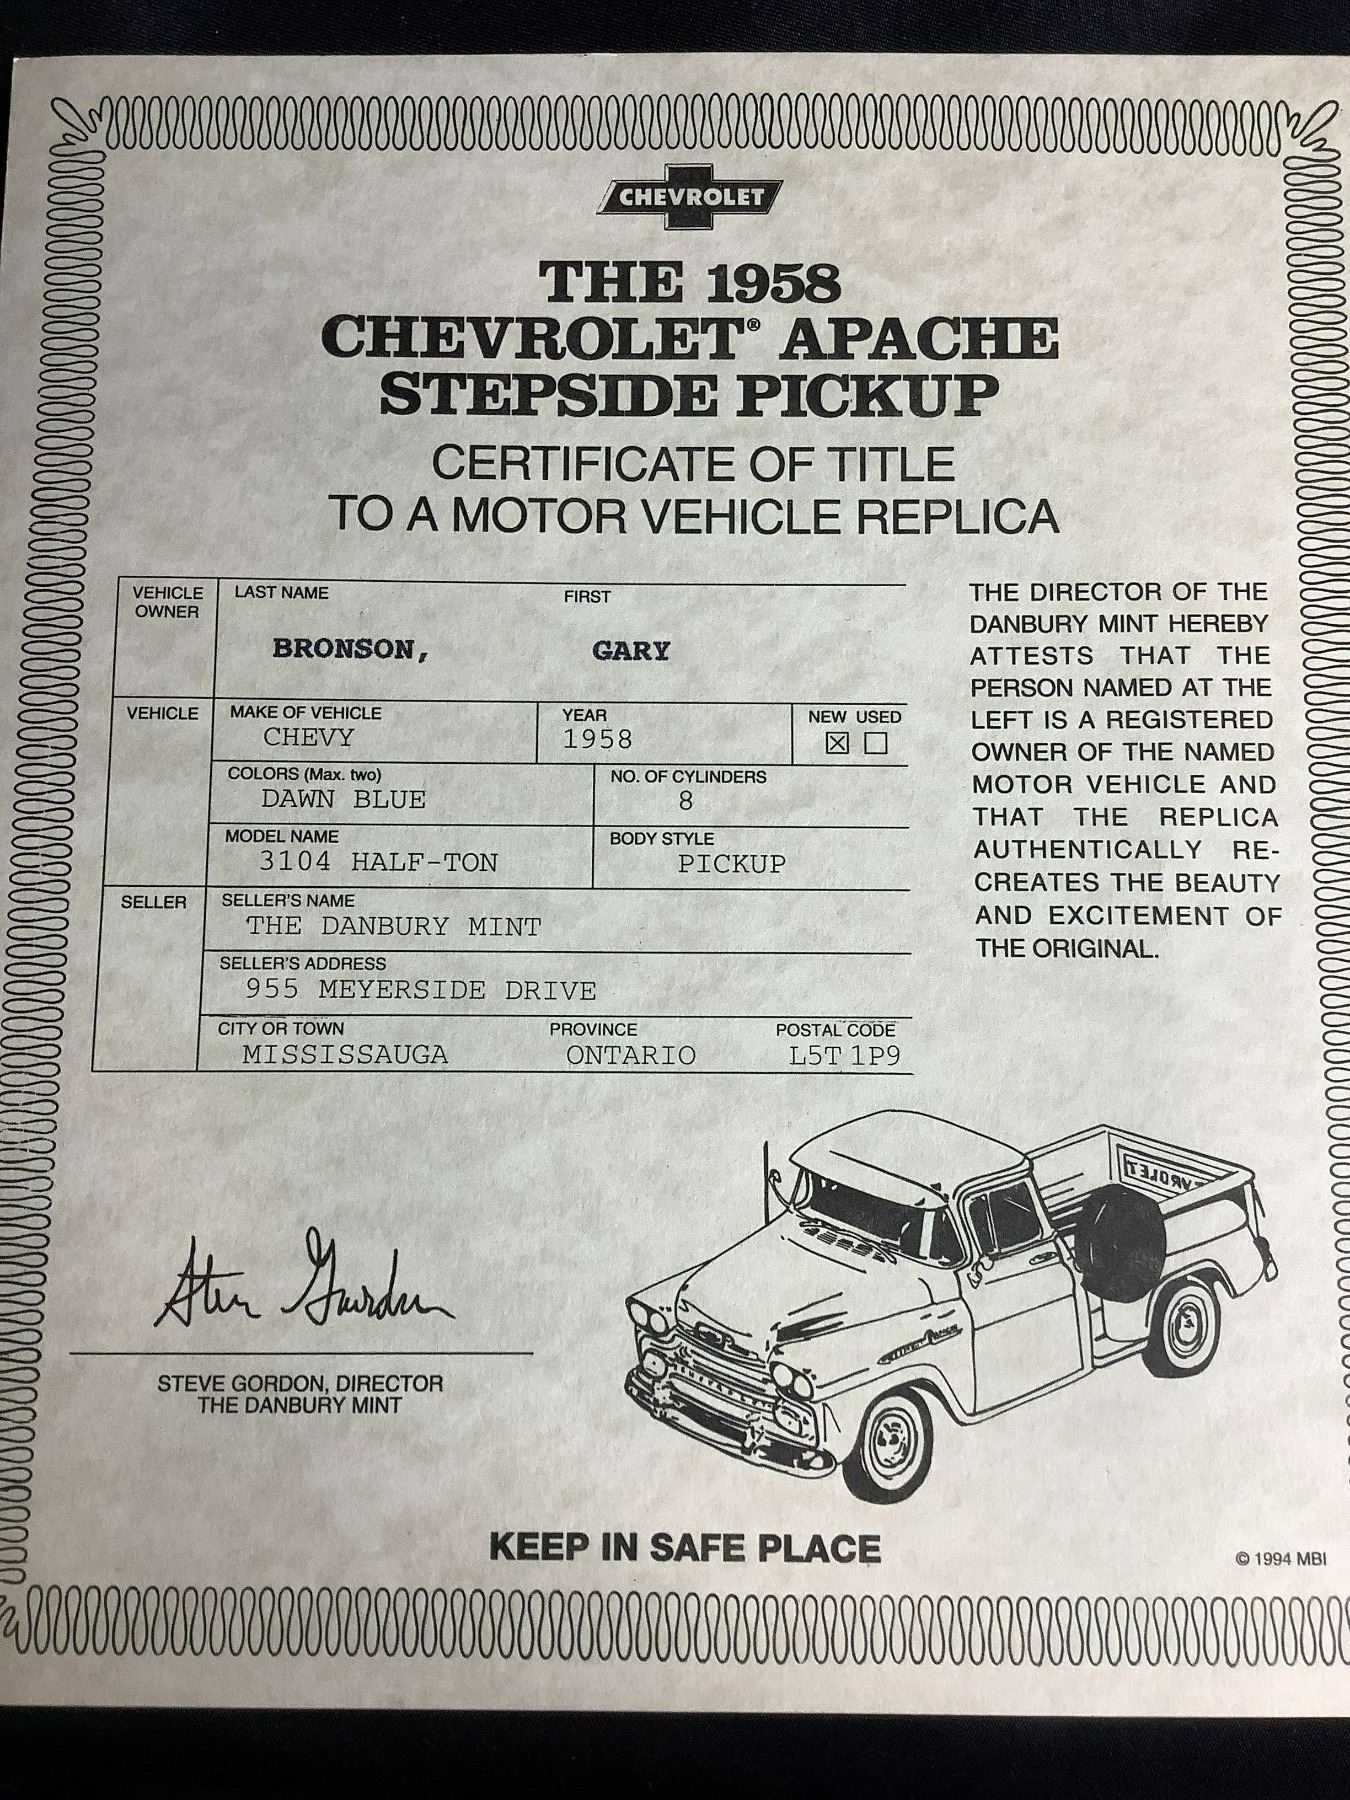 CHEVROLET
THE 1958
CHEVROLET® APACHE
STEPSIDE PICKUP
CERTIFICATE OF TITLE
TO A MOTOR VEHICLE REPLICA
VEHICLE OWNER LAST NAME FIRST
BRONSON, GARY
VEHICLE MAKE OF VEHICLE YEAR NEW USED
CHEVY 1958 ☒ ☐
COLORS (Max. two) NO. OF CYLINDERS
DAWN BLUE 8
MODEL NAME BODY STYLE
3104 HALF-TON PICKUP
SELLER SELLER'S NAME
THE DANBURY MINT
SELLER'S ADDRESS
955 MEYERSIDE DRIVE
CITY OR TOWN PROVINCE POSTAL CODE
MISSISSAUGA ONTARIO L5T 1P9
THE DIRECTOR OF THE
DANBURY MINT HEREBY
ATTESTS THAT THE
PERSON NAMED AT THE
LEFT IS A REGISTERED
OWNER OF THE NAMED
MOTOR VEHICLE AND
THAT THE REPLICA
AUTHENTICALLY RE-
CREATES THE BEAUTY
AND EXCITEMENT OF
THE ORIGINAL.
Steve Gordon
STEVE GORDON, DIRECTOR
THE DANBURY MINT
KEEP IN SAFE PLACE
© 1994 MBI